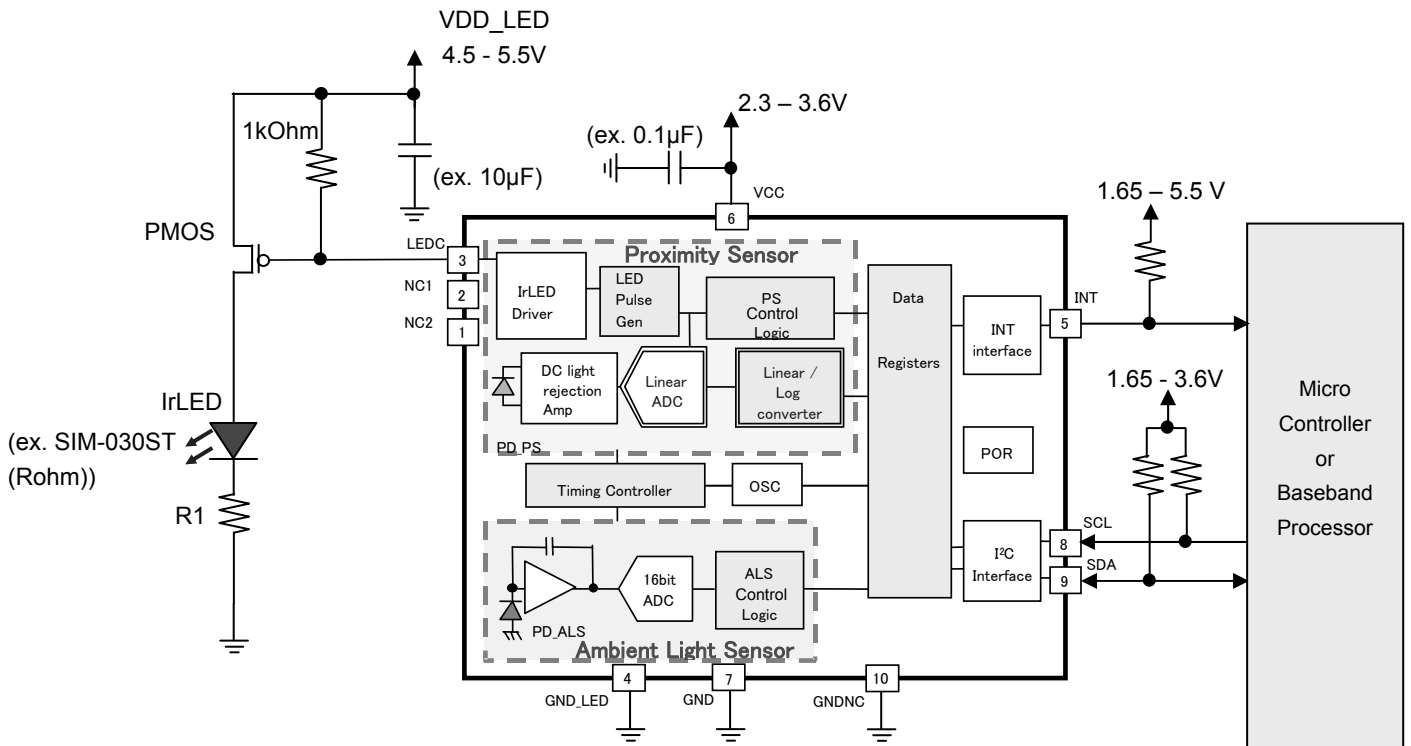 VDD_LED
4.5 - 5.5V
1kOhm
(ex. 10µF)
PMOS
IrLED
(ex. SIM-030ST
(Rohm))
R1
2.3 – 3.6V
(ex. 0.1µF)
VCC
6
LEDC
3
NC1
2
NC2
1
Proximity Sensor
IrLED
Driver
LED
Pulse
Gen
PS
Control
Logic
DC light
rejection
Amp
Linear
ADC
Linear /
Log
converter
PD_PS
Timing Controller
OSC
Data
Registers
INT
interface
POR
I²C
Interface
16bit
ADC
ALS
Control
Logic
PD_ALS
Ambient Light Sensor
4
GND_LED
7
GND
10
GNDNC
1.65 – 5.5 V
INT
5
1.65 - 3.6V
SCL
8
SDA
9
Micro
Controller
or
Baseband
Processor